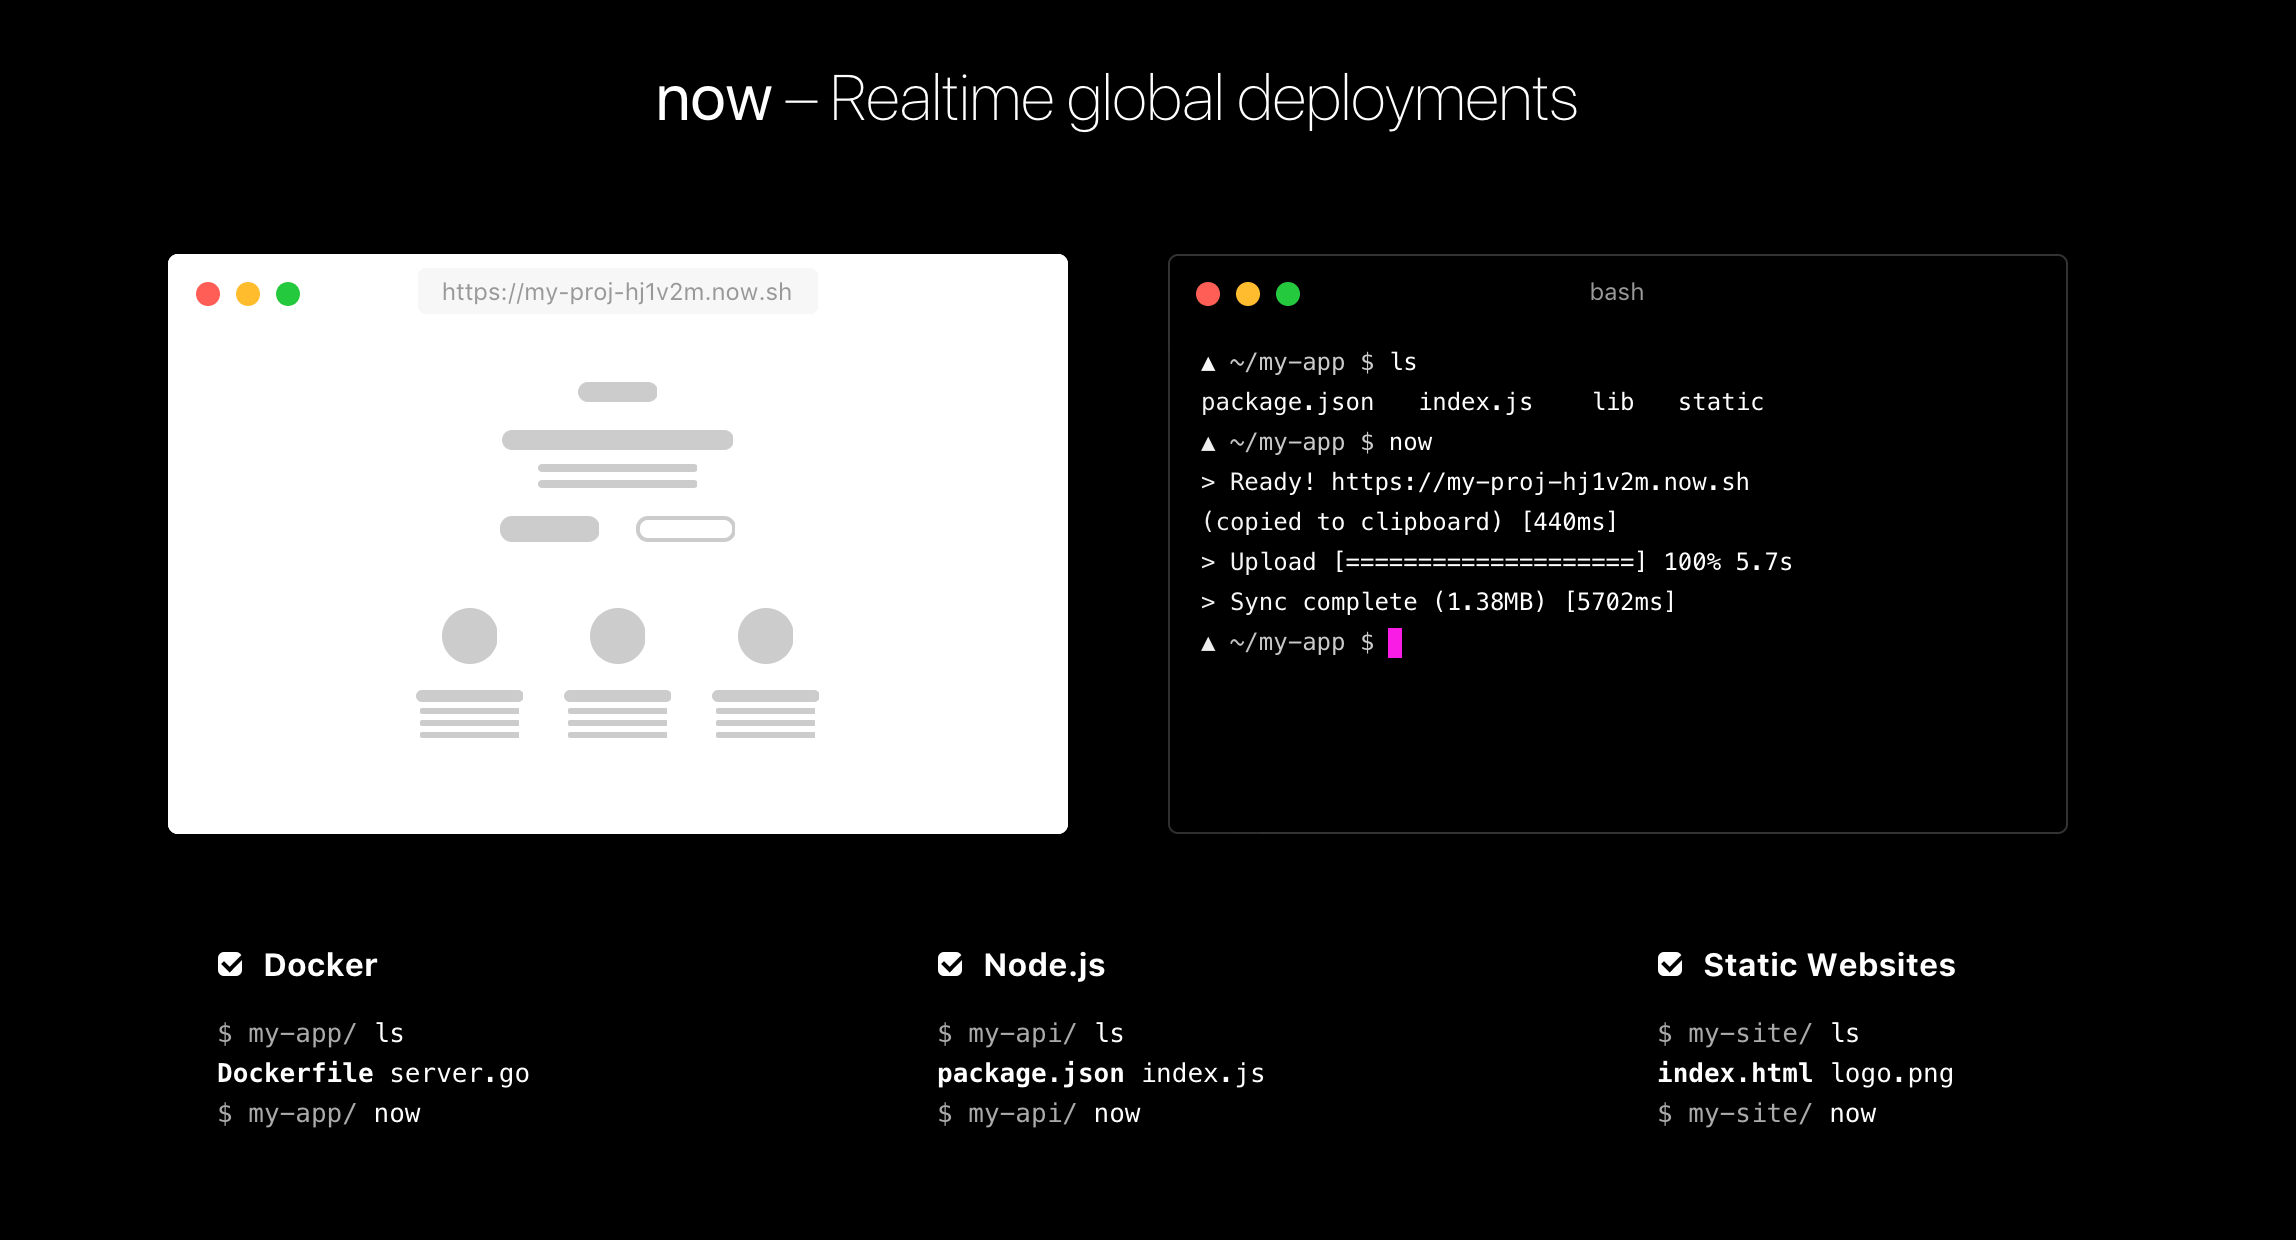 now – Realtime global deployments
https://my-proj-hj1v2m.now.sh
bash
▲ ~/my-app $ ls
package.json index.js lib static
▲ ~/my-app $ now
> Ready! https://my-proj-hj1v2m.now.sh
(copied to clipboard) [440ms]
> Upload [====================] 100% 5.7s
> Sync complete (1.38MB) [5702ms]
▲ ~/my-app $
Docker
$ my-app/ ls
Dockerfile server.go
$ my-app/ now
Node.js
$ my-api/ ls
package.json index.js
$ my-api/ now
Static Websites
$ my-site/ ls
index.html logo.png
$ my-site/ now